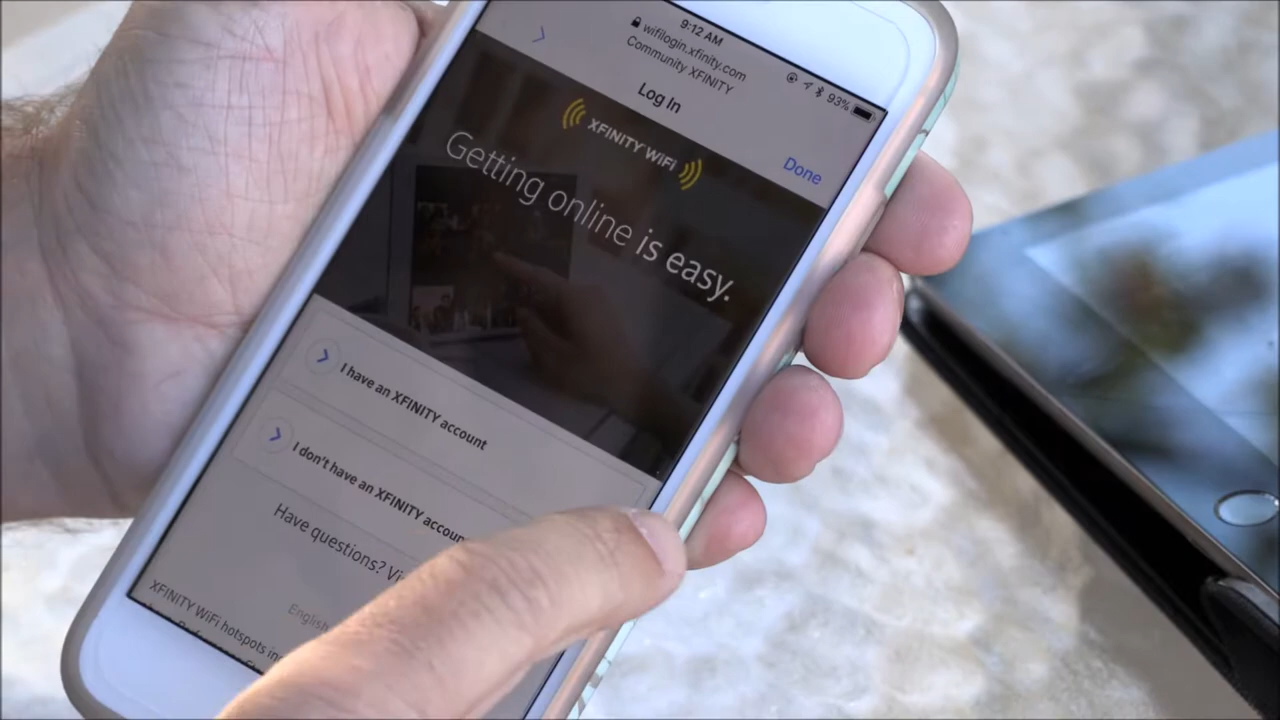 9:12 AM
93%
wifilogin.xfinity.com
Community XFINITY
Log In
Done
XFINITY WiFi
Getting online is easy.
I have an XFINITY account
I don't have an XFINITY accoun
Have questions? Vi
English
XFINITY WiFi hotspots in